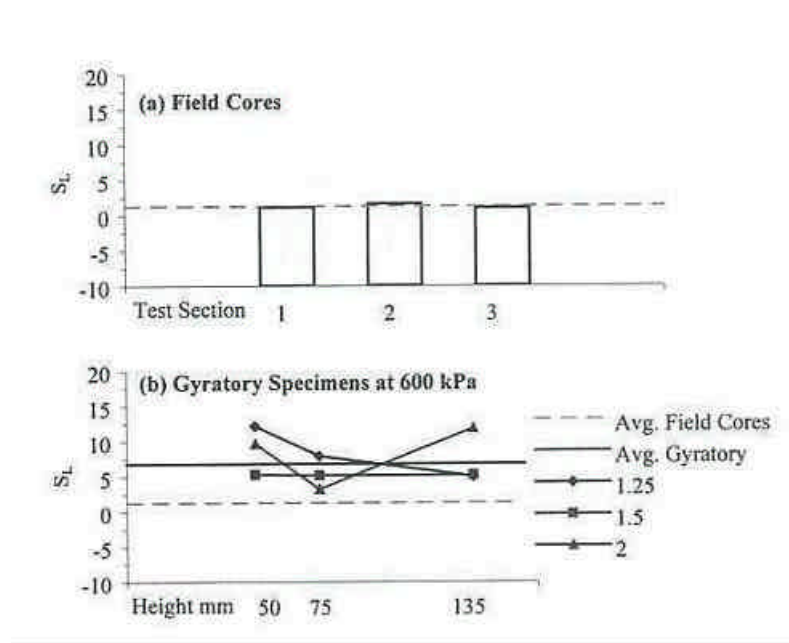 20
(a) Field Cores
15
10
5
0
-5
-10
S_L
Test Section 1 2 3
20
(b) Gyratory Specimens at 600 kPa
15
10
5
0
-5
-10
S_L
Height mm 50 75 135
Avg. Field Cores
Avg. Gyratory
1.25
1.5
2